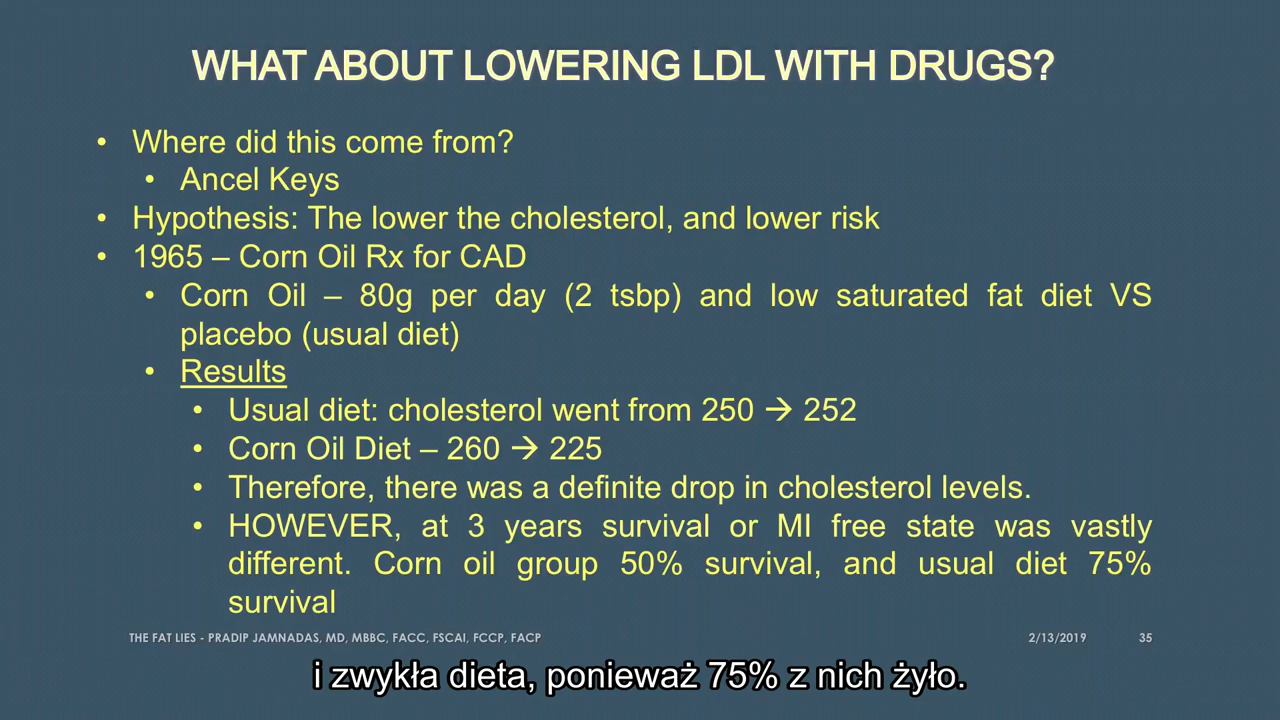 WHAT ABOUT LOWERING LDL WITH DRUGS?
• Where did this come from?
• Ancel Keys
• Hypothesis: The lower the cholesterol, and lower risk
• 1965 – Corn Oil Rx for CAD
• Corn Oil – 80g per day (2 tsbp) and low saturated fat diet VS
placebo (usual diet)
• Results
• Usual diet: cholesterol went from 250 → 252
• Corn Oil Diet – 260 → 225
• Therefore, there was a definite drop in cholesterol levels.
• HOWEVER, at 3 years survival or MI free state was vastly
different. Corn oil group 50% survival, and usual diet 75%
survival
THE FAT LIES - PRADIP JAMNADAS, MD, MBBC, FACC, FSCAI, FCCP, FACP 2/13/2019 35
i zwykła dieta, ponieważ 75% z nich żyło.